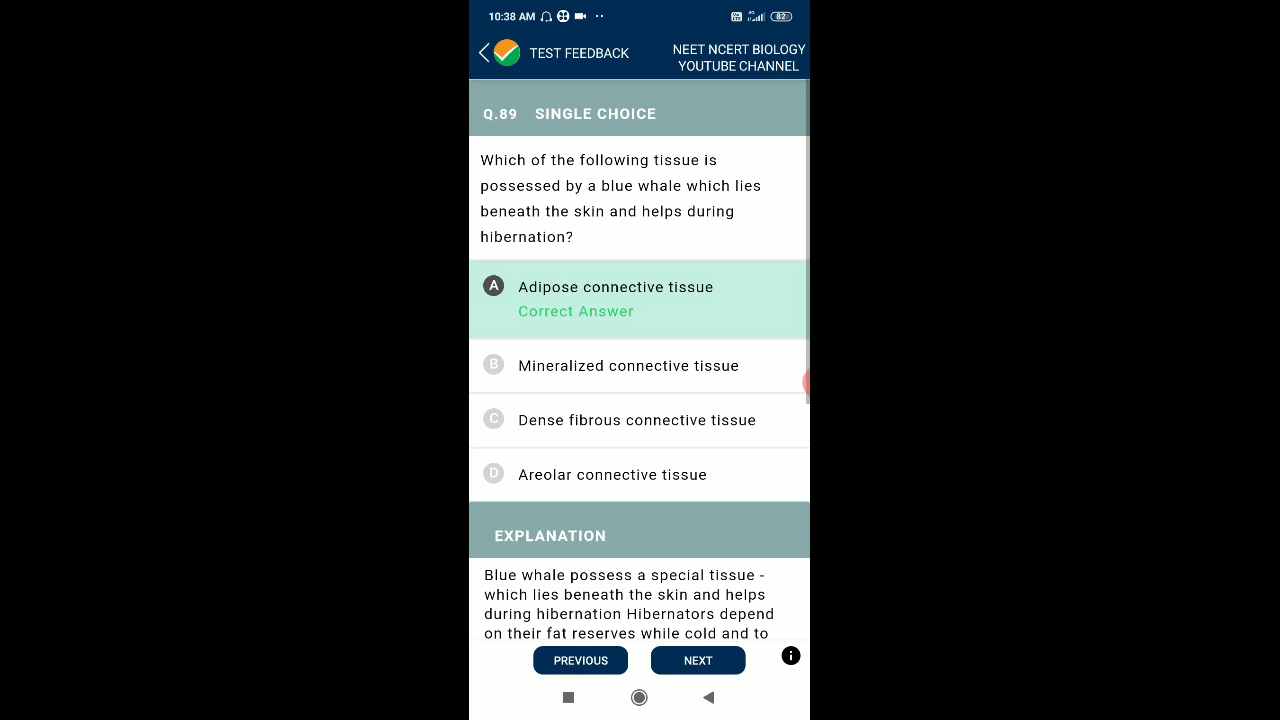 10:38 AM
82
TEST FEEDBACK
NEET NCERT BIOLOGY
YOUTUBE CHANNEL
Q.89 SINGLE CHOICE
Which of the following tissue is
possessed by a blue whale which lies
beneath the skin and helps during
hibernation?
A Adipose connective tissue
Correct Answer
B Mineralized connective tissue
C Dense fibrous connective tissue
D Areolar connective tissue
EXPLANATION
Blue whale possess a special tissue -
which lies beneath the skin and helps
during hibernation Hibernators depend
on their fat reserves while cold and to
PREVIOUS NEXT